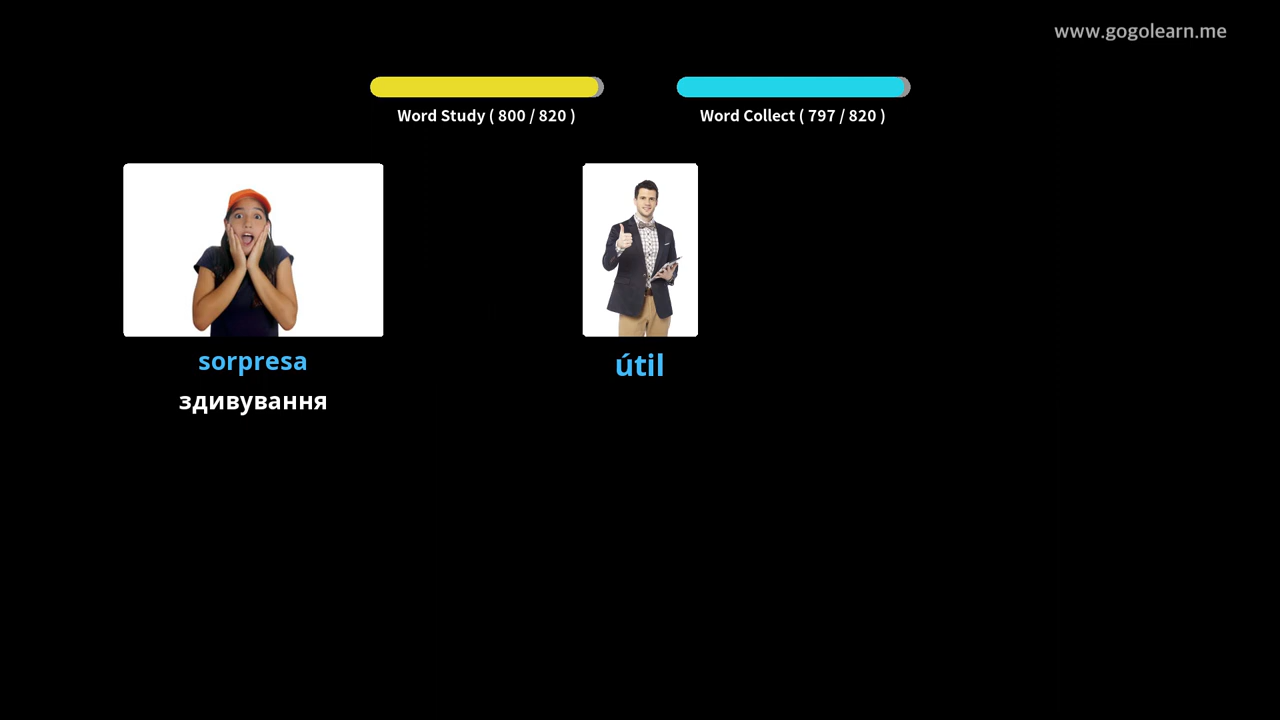 www.gogolearn.me
Word Study ( 800 / 820 )
Word Collect ( 797 / 820 )
sorpresa
útil
здивування